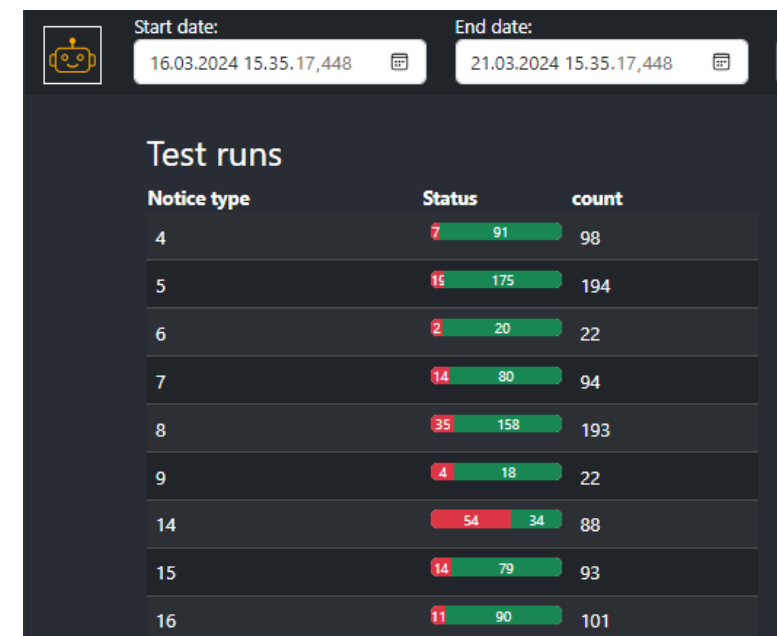 Start date: End date:
16.03.2024 15.35.17,448 21.03.2024 15.35.17,448
Test runs
Notice type Status count
4 7 91 98
5 19 175 194
6 2 20 22
7 14 80 94
8 35 158 193
9 4 18 22
14 54 34 88
15 14 79 93
16 11 90 101